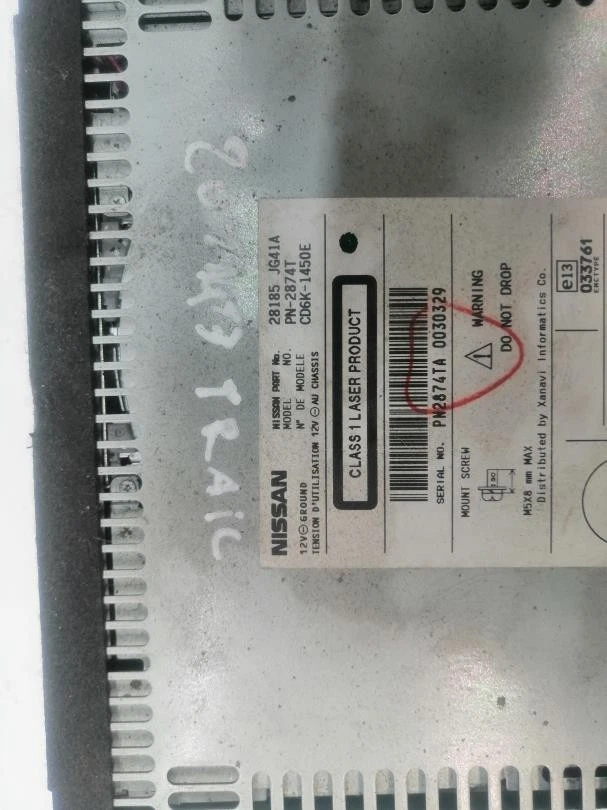 NISSAN
NISSAN PART No. 28185 JG41A
MODEL NO. PN-2874T
N° DE MODELE CD6K-1450E
12V ⊖ GROUND
TENSION D'UTILISATION 12V ⊖ AU CHASSIS
CLASS 1 LASER PRODUCT
SERIAL NO. PN2874TA 0030329
MOUNT SCREW
M5X8 mm MAX
WARNING
DO NOT DROP
Distributed by Xanavi Informatics Co.
e13
033761
EMCTYPE
TRAIL